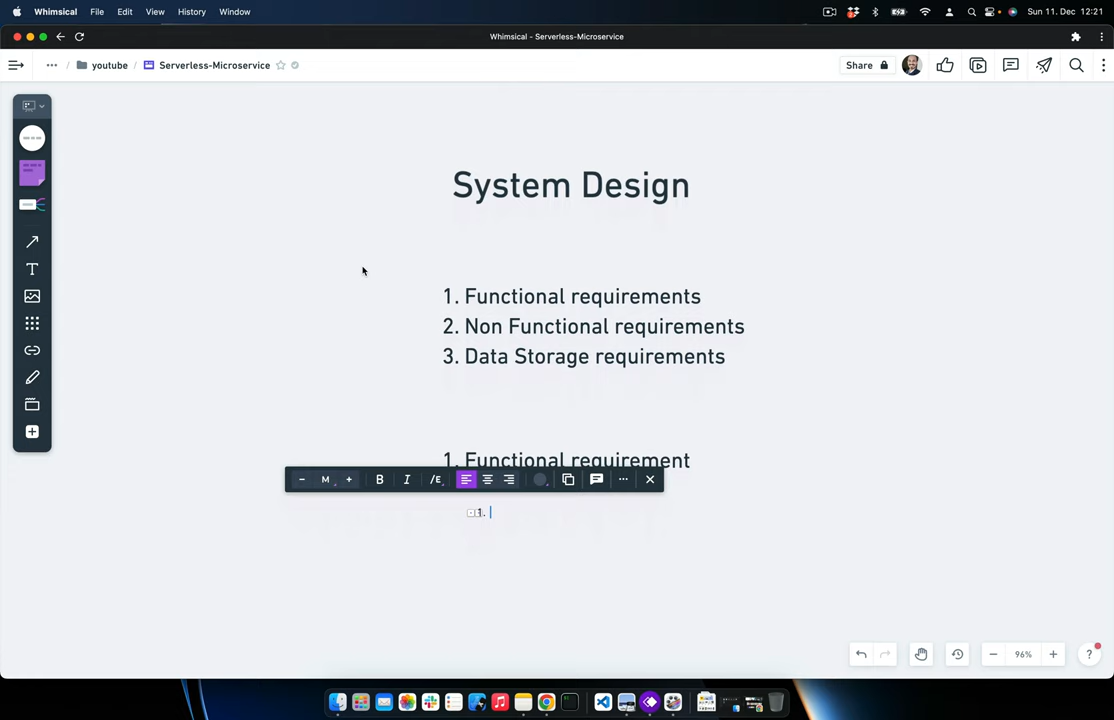 Whimsical File Edit View History Window Sun 11. Dec 12:21
Whimsical - Serverless-Microservice
... / youtube / Serverless-Microservice Share
System Design
1. Functional requirements
2. Non Functional requirements
3. Data Storage requirements
1. Functional requirement
− M + B I /E ...
1.
T
− 96% + ?